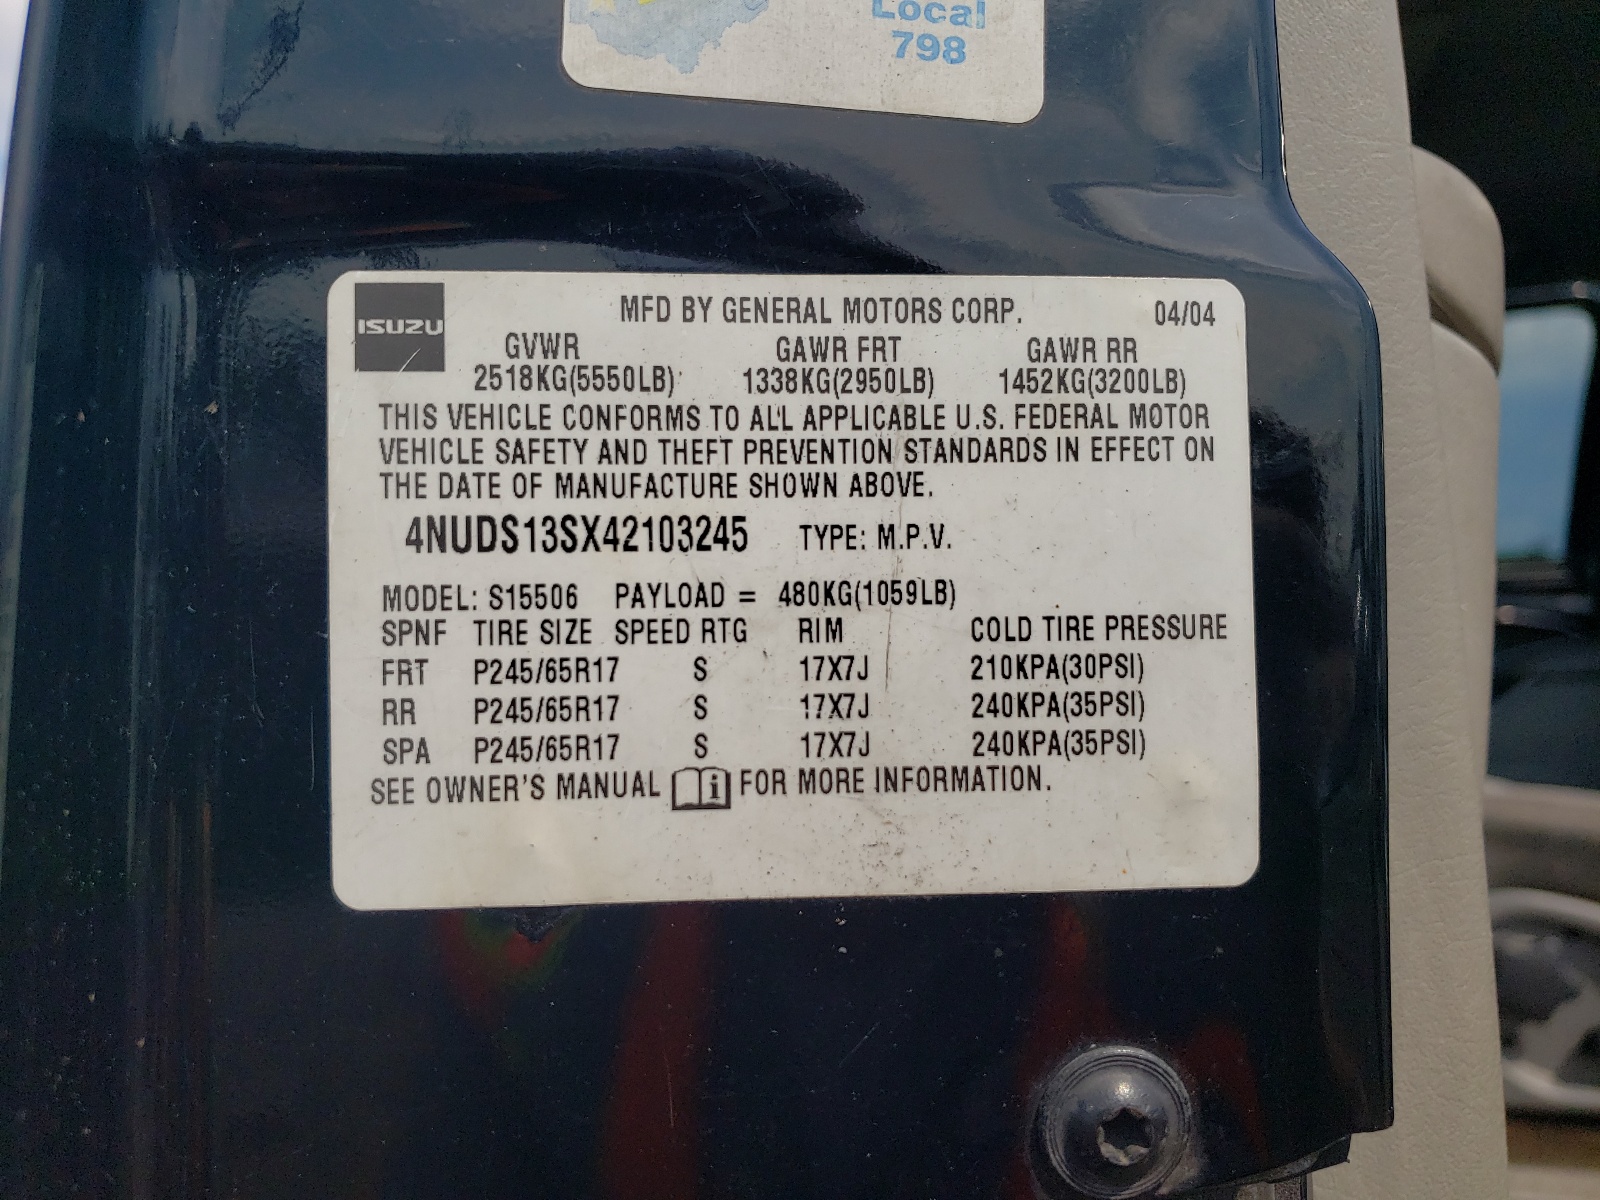 Local
798
ISUZU
MFD BY GENERAL MOTORS CORP. 04/04
GVWR GAWR FRT GAWR RR
2518KG(5550LB) 1338KG(2950LB) 1452KG(3200LB)
THIS VEHICLE CONFORMS TO ALL APPLICABLE U.S. FEDERAL MOTOR
VEHICLE SAFETY AND THEFT PREVENTION STANDARDS IN EFFECT ON
THE DATE OF MANUFACTURE SHOWN ABOVE.
4NUDS13SX42103245 TYPE: M.P.V.
MODEL: S15506 PAYLOAD = 480KG(1059LB)
SPNF TIRE SIZE SPEED RTG RIM COLD TIRE PRESSURE
FRT P245/65R17 S 17X7J 210KPA(30PSI)
RR P245/65R17 S 17X7J 240KPA(35PSI)
SPA P245/65R17 S 17X7J 240KPA(35PSI)
SEE OWNER'S MANUAL i FOR MORE INFORMATION.